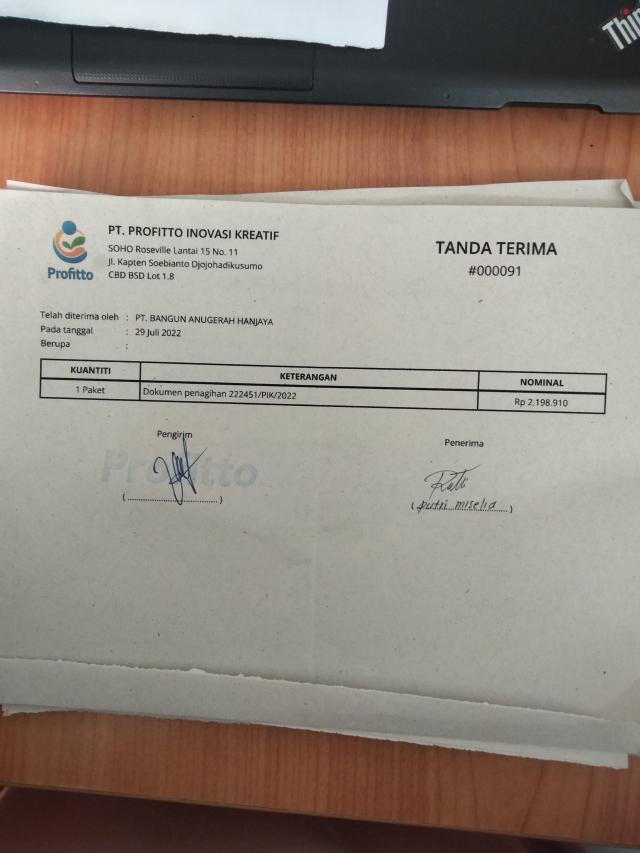 Thin
Profitto
PT. PROFITTO INOVASI KREATIF
SOHO Roseville Lantai 15 No. 11
Jl. Kapten Soebianto Djojohadikusumo
CBD BSD Lot 1.8
TANDA TERIMA
#000091
Telah diterima oleh : PT. BANGUN ANUGERAH HANJAYA
Pada tanggal : 29 Juli 2022
Berupa :
KUANTITI KETERANGAN NOMINAL
1 Paket Dokumen penagihan 222451/PIK/2022 Rp 2.198.910
Pengirim Penerima
Profitto
(........................) (putri miselia)